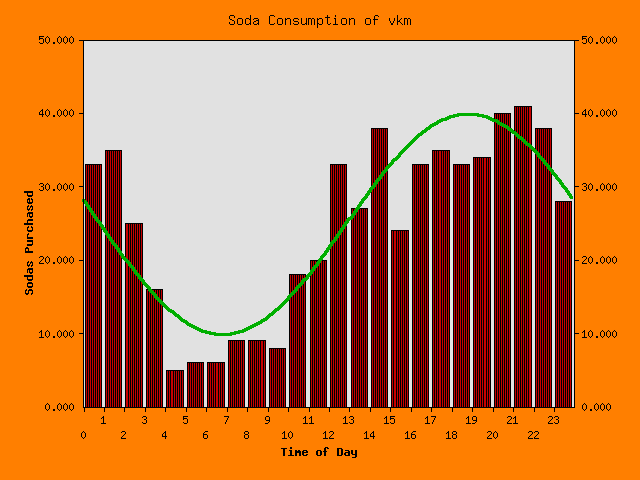 Soda Consumption of vkm
50.000 50.000
40.000 40.000
30.000 30.000
20.000 20.000
10.000 10.000
0.000 0.000
Sodas Purchased
1 3 5 7 9 11 13 15 17 19 21 23
0 2 4 6 8 10 12 14 16 18 20 22
Time of Day